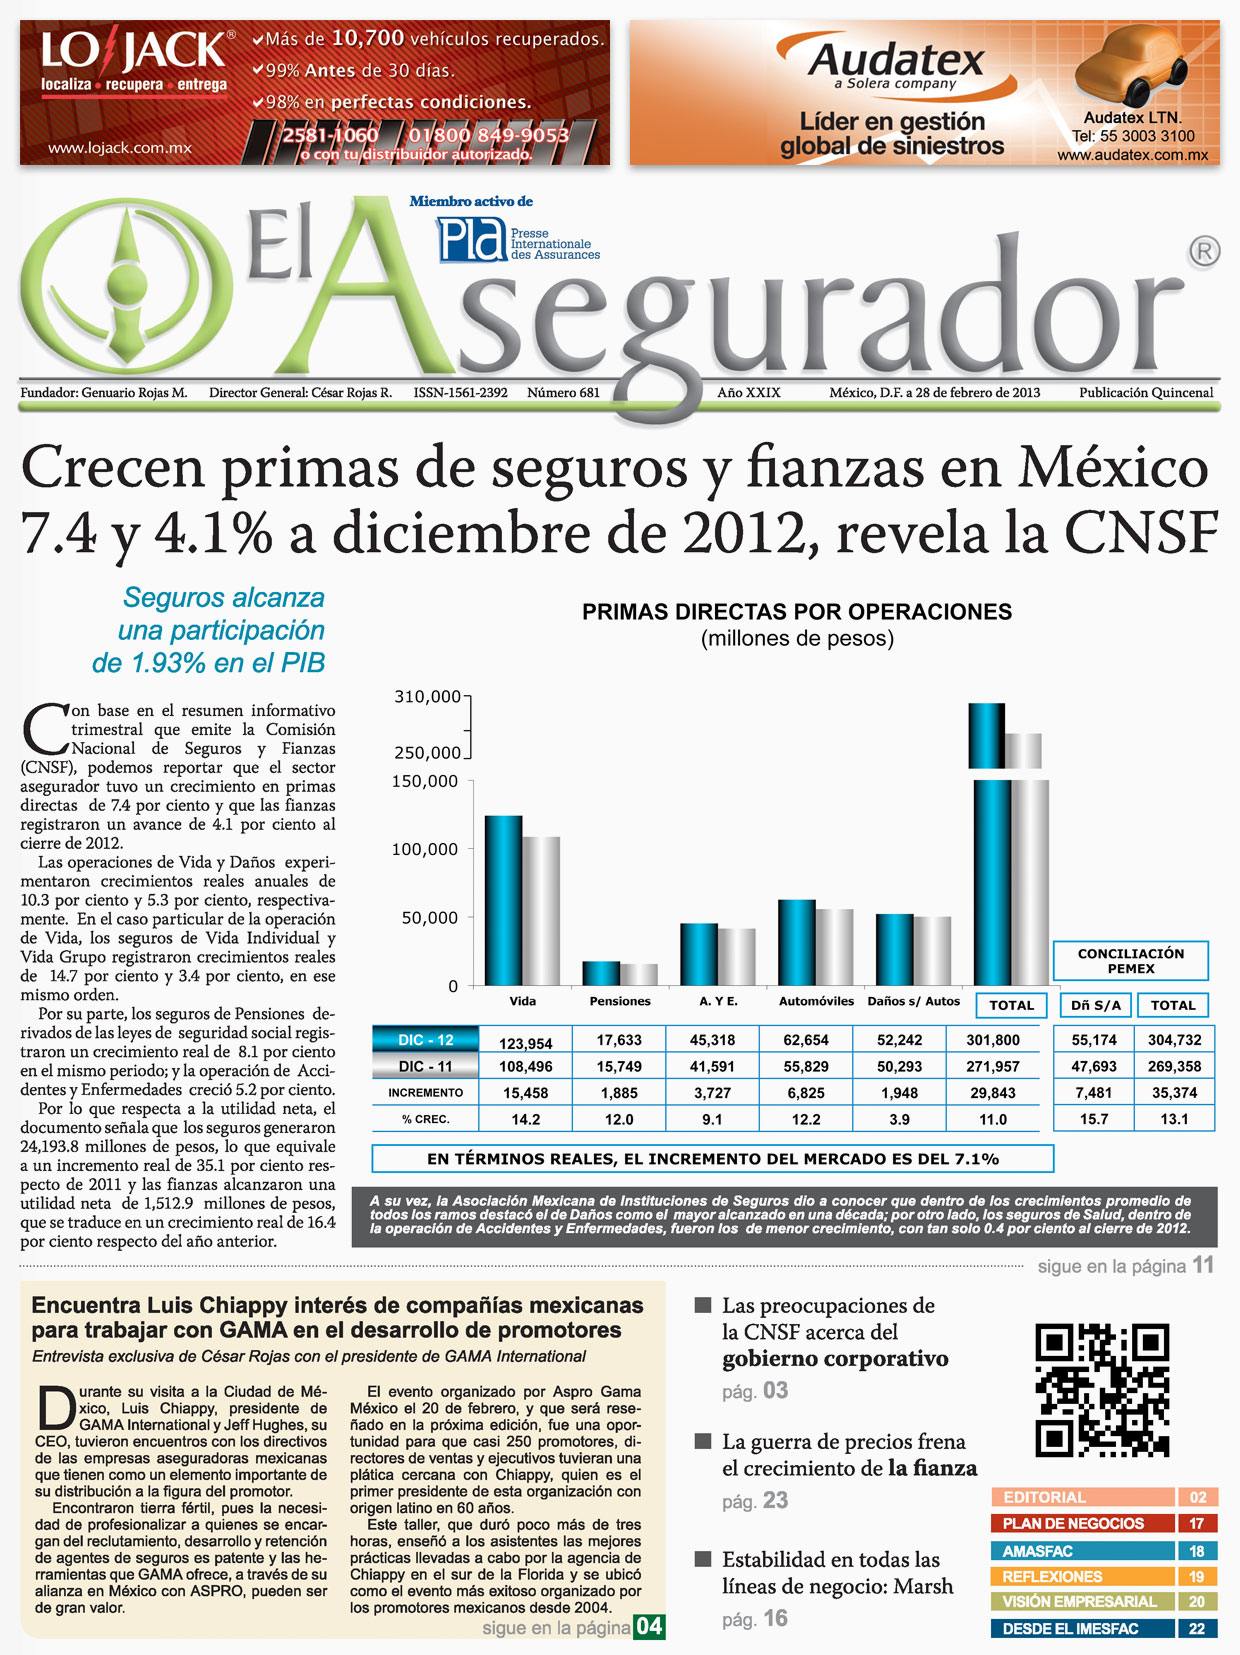 LO JACK®
localiza • recupera • entrega
www.lojack.com.mx
✓Más de 10,700 vehículos recuperados.
✓99% Antes de 30 días.
✓98% en perfectas condiciones.
2581-1060 01800 849-9053
o con tu distribuidor autorizado.
Audatex
a Solera company
Líder en gestión
global de siniestros
Audatex LTN.
Tel: 55 3003 3100
www.audatex.com.mx
Miembro activo de
PIA Presse
Internationale
des Assurances
El Asegurador®
Fundador: Genuario Rojas M. Director General: César Rojas R. ISSN-1561-2392 Número 681 Año XXIX México, D.F. a 28 de febrero de 2013 Publicación Quincenal
Crecen primas de seguros y fianzas en México
7.4 y 4.1% a diciembre de 2012, revela la CNSF
Seguros alcanza
una participación
de 1.93% en el PIB
Con base en el resumen informativo
trimestral que emite la Comisión
Nacional de Seguros y Fianzas
(CNSF), podemos reportar que el sector
asegurador tuvo un crecimiento en primas
directas de 7.4 por ciento y que las fianzas
registraron un avance de 4.1 por ciento al
cierre de 2012.
Las operaciones de Vida y Daños experi-
mentaron crecimientos reales anuales de
10.3 por ciento y 5.3 por ciento, respectiva-
mente. En el caso particular de la operación
de Vida, los seguros de Vida Individual y
Vida Grupo registraron crecimientos reales
de 14.7 por ciento y 3.4 por ciento, en ese
mismo orden.
Por su parte, los seguros de Pensiones de-
rivados de las leyes de seguridad social regis-
traron un crecimiento real de 8.1 por ciento
en el mismo periodo; y la operación de Acci-
dentes y Enfermedades creció 5.2 por ciento.
Por lo que respecta a la utilidad neta, el
documento señala que los seguros generaron
24,193.8 millones de pesos, lo que equivale
a un incremento real de 35.1 por ciento res-
pecto de 2011 y las fianzas alcanzaron una
utilidad neta de 1,512.9 millones de pesos,
que se traduce en un crecimiento real de 16.4
por ciento respecto del año anterior.
PRIMAS DIRECTAS POR OPERACIONES
(millones de pesos)
310,000
250,000
150,000
100,000
50,000
0
Vida Pensiones A. Y E. Automóviles Daños s/ Autos TOTAL
CONCILIACIÓN
PEMEX
Dñ S/A TOTAL
DIC - 12 123,954 17,633 45,318 62,654 52,242 301,800 55,174 304,732
DIC - 11 108,496 15,749 41,591 55,829 50,293 271,957 47,693 269,358
INCREMENTO 15,458 1,885 3,727 6,825 1,948 29,843 7,481 35,374
% CREC. 14.2 12.0 9.1 12.2 3.9 11.0 15.7 13.1
EN TÉRMINOS REALES, EL INCREMENTO DEL MERCADO ES DEL 7.1%
A su vez, la Asociación Mexicana de Instituciones de Seguros dio a conocer que dentro de los crecimientos promedio de
todos los ramos destacó el de Daños como el mayor alcanzado en una década; por otro lado, los seguros de Salud, dentro de
la operación de Accidentes y Enfermedades, fueron los de menor crecimiento, con tan solo 0.4 por ciento al cierre de 2012.
sigue en la página 11
Encuentra Luis Chiappy interés de compañías mexicanas
para trabajar con GAMA en el desarrollo de promotores
Entrevista exclusiva de César Rojas con el presidente de GAMA International
Durante su visita a la Ciudad de Mé-
xico, Luis Chiappy, presidente de
GAMA International y Jeff Hughes, su
CEO, tuvieron encuentros con los directivos
de las empresas aseguradoras mexicanas
que tienen como un elemento importante de
su distribución a la figura del promotor.
Encontraron tierra fértil, pues la necesi-
dad de profesionalizar a quienes se encar-
gan del reclutamiento, desarrollo y retención
de agentes de seguros es patente y las he-
rramientas que GAMA ofrece, a través de su
alianza en México con ASPRO, pueden ser
de gran valor.
El evento organizado por Aspro Gama
México el 20 de febrero, y que será rese-
ñado en la próxima edición, fue una opor-
tunidad para que casi 250 promotores, di-
rectores de ventas y ejecutivos tuvieran una
plática cercana con Chiappy, quien es el
primer presidente de esta organización con
origen latino en 60 años.
Este taller, que duró poco más de tres
horas, enseñó a los asistentes las mejores
prácticas llevadas a cabo por la agencia de
Chiappy en el sur de la Florida y se ubicó
como el evento más exitoso organizado por
los promotores mexicanos desde 2004.
sigue en la página 04
Las preocupaciones de
la CNSF acerca del
gobierno corporativo
pág. 03
La guerra de precios frena
el crecimiento de la fianza
pág. 23
Estabilidad en todas las
líneas de negocio: Marsh
pág. 16
EDITORIAL 02
PLAN DE NEGOCIOS 17
AMASFAC 18
REFLEXIONES 19
VISIÓN EMPRESARIAL 20
DESDE EL IMESFAC 22